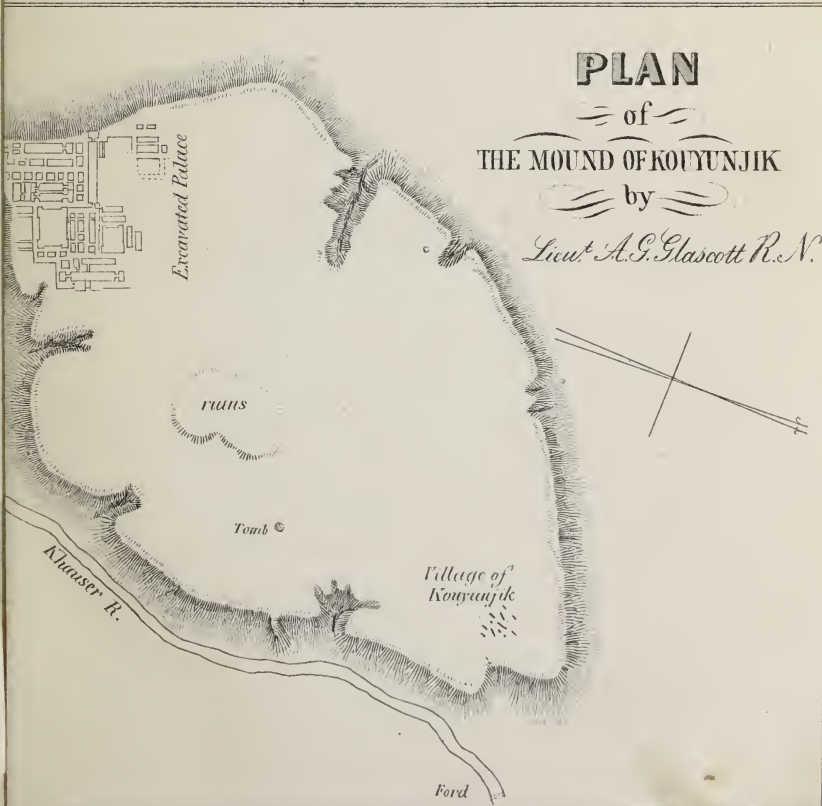 PLAN
of
THE MOUND OF KOUYUNJIK
by
Lieut. A.G. Glascott R.N.
Excavated Palace
ruins
Tomb
Village of
Kouyunjik
Khauser R.
Ford
c